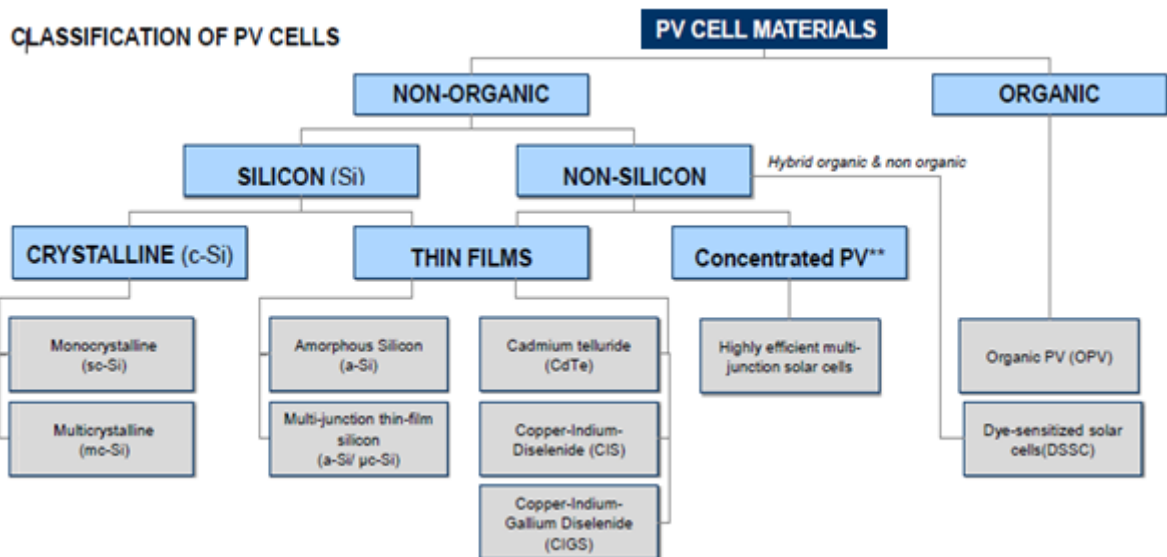 CLASSIFICATION OF PV CELLS
PV CELL MATERIALS
NON-ORGANIC
ORGANIC
SILICON (Si)
NON-SILICON
Hybrid organic & non organic
CRYSTALLINE (c-Si)
THIN FILMS
Concentrated PV**
Monocrystalline
(sc-Si)
Amorphous Silicon
(a-Si)
Cadmium telluride
(CdTe)
Highly efficient multi-
junction solar cells
Organic PV (OPV)
Multicrystalline
(mc-Si)
Multi-junction thin-film
silicon
(a-Si/ µc-Si)
Copper-Indium-
Diselenide (CIS)
Dye-sensitized solar
cells(DSSC)
Copper-Indium-
Gallium Diselenide
(CIGS)